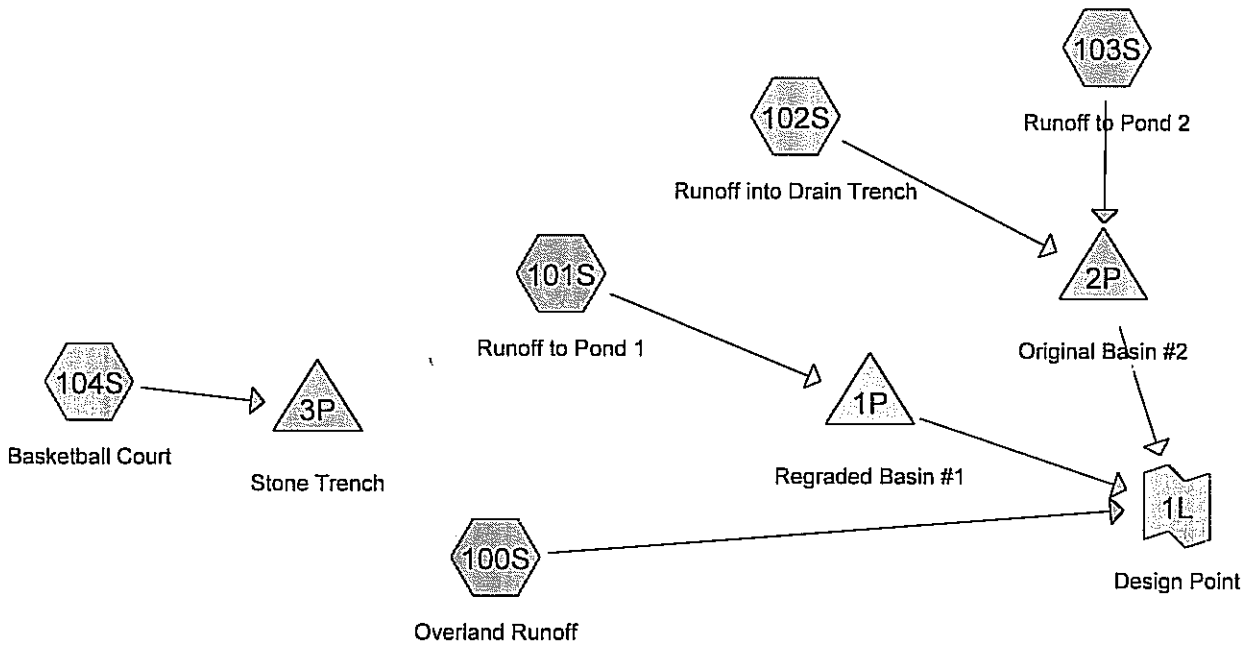 103S
Runoff to Pond 2
102S
Runoff into Drain Trench
2P
Original Basin #2
101S
Runoff to Pond 1
104S
Basketball Court
3P
Stone Trench
1P
Regraded Basin #1
1L
Design Point
100S
Overland Runoff